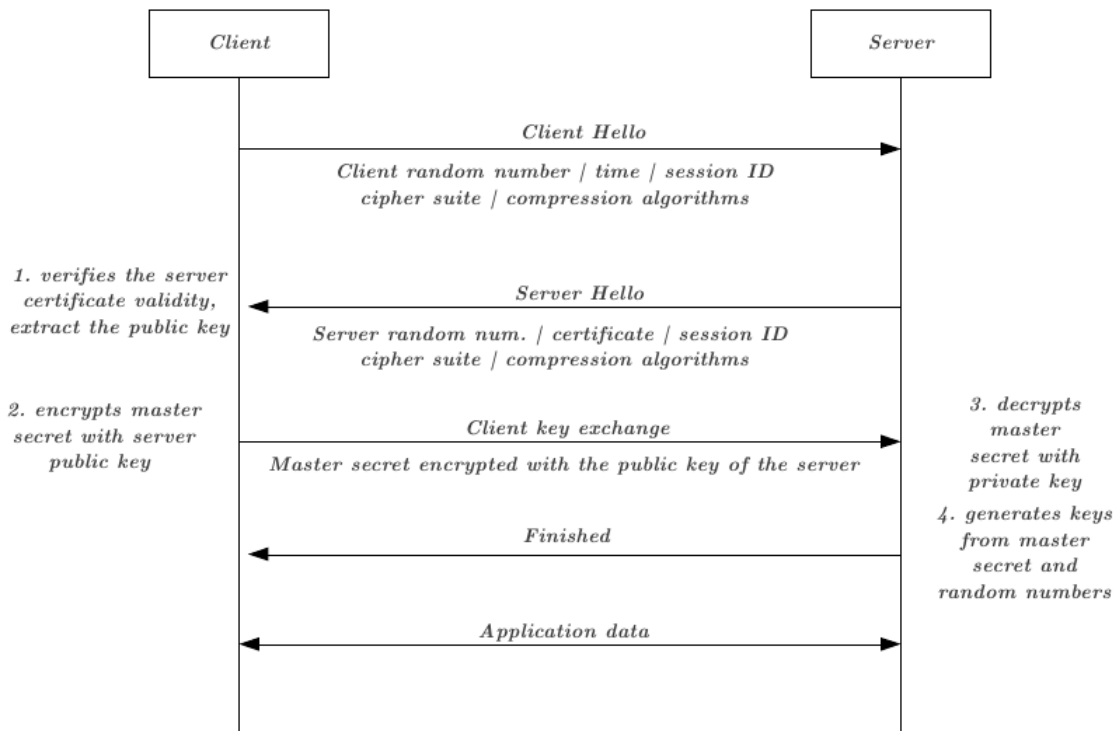 Client
Server
Client Hello
Client random number | time | session ID
cipher suite | compression algorithms
1. verifies the server
certificate validity,
extract the public key
Server Hello
Server random num. | certificate | session ID
cipher suite | compression algorithms
2. encrypts master
secret with server
public key
Client key exchange
Master secret encrypted with the public key of the server
3. decrypts
master
secret with
private key
4. generates keys
from master
secret and
random numbers
Finished
Application data